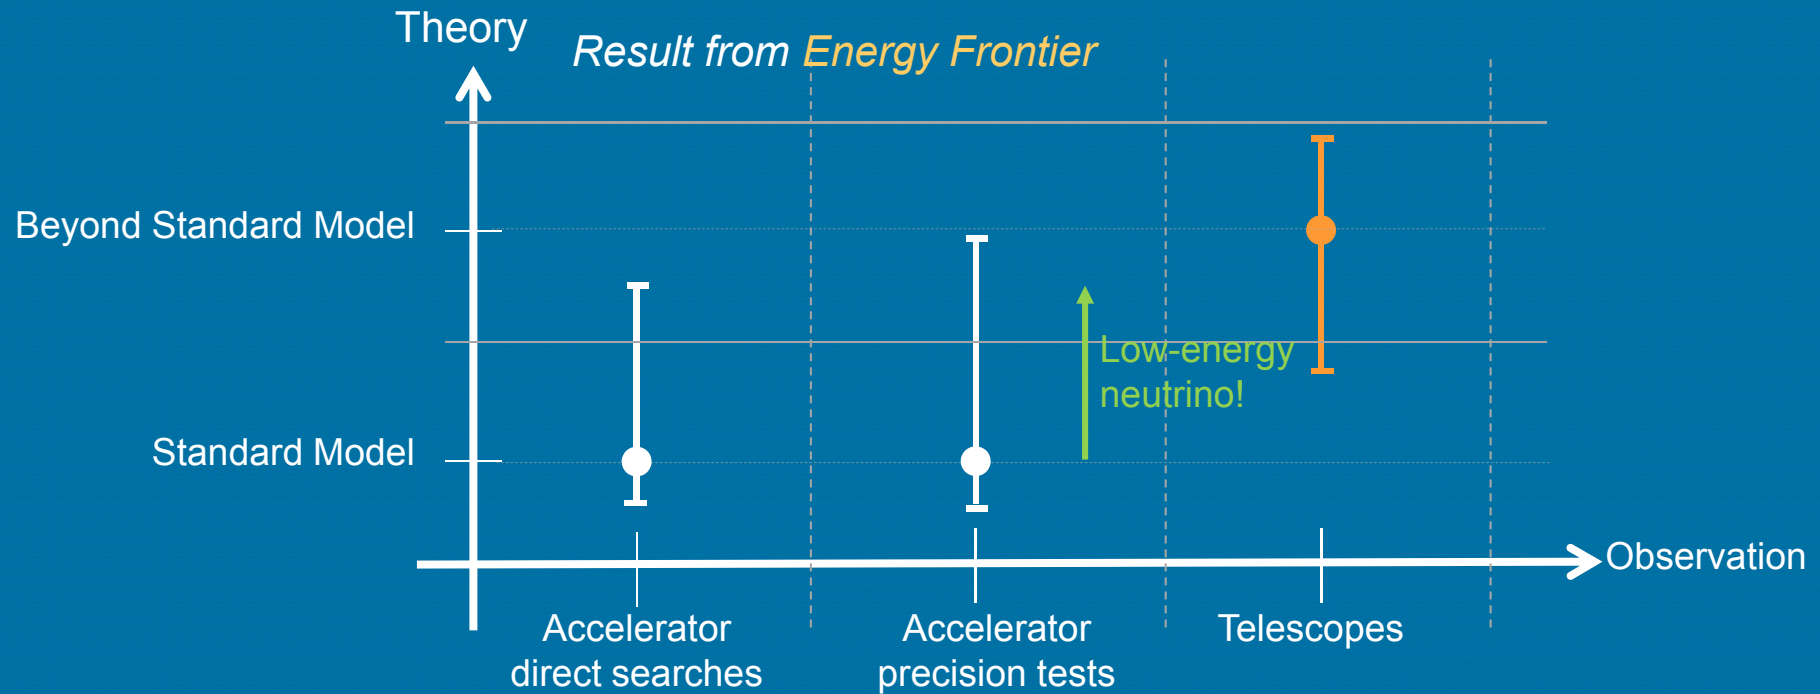 Theory
Result from Energy Frontier
Beyond Standard Model
Low-energy
neutrino!
Standard Model
Observation
Accelerator
direct searches
Accelerator
precision tests
Telescopes